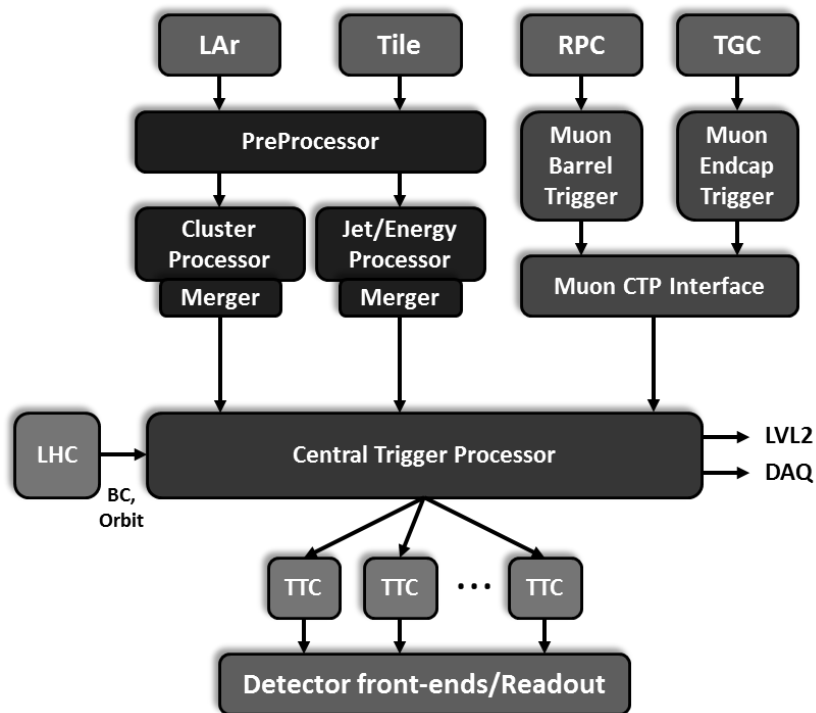 LAr
Tile
RPC
TGC
PreProcessor
Muon
Barrel
Trigger
Muon
Endcap
Trigger
Cluster
Processor
Jet/Energy
Processor
Merger
Merger
Muon CTP Interface
LHC
BC,
Orbit
Central Trigger Processor
LVL2
DAQ
TTC
TTC
...
TTC
Detector front-ends/Readout